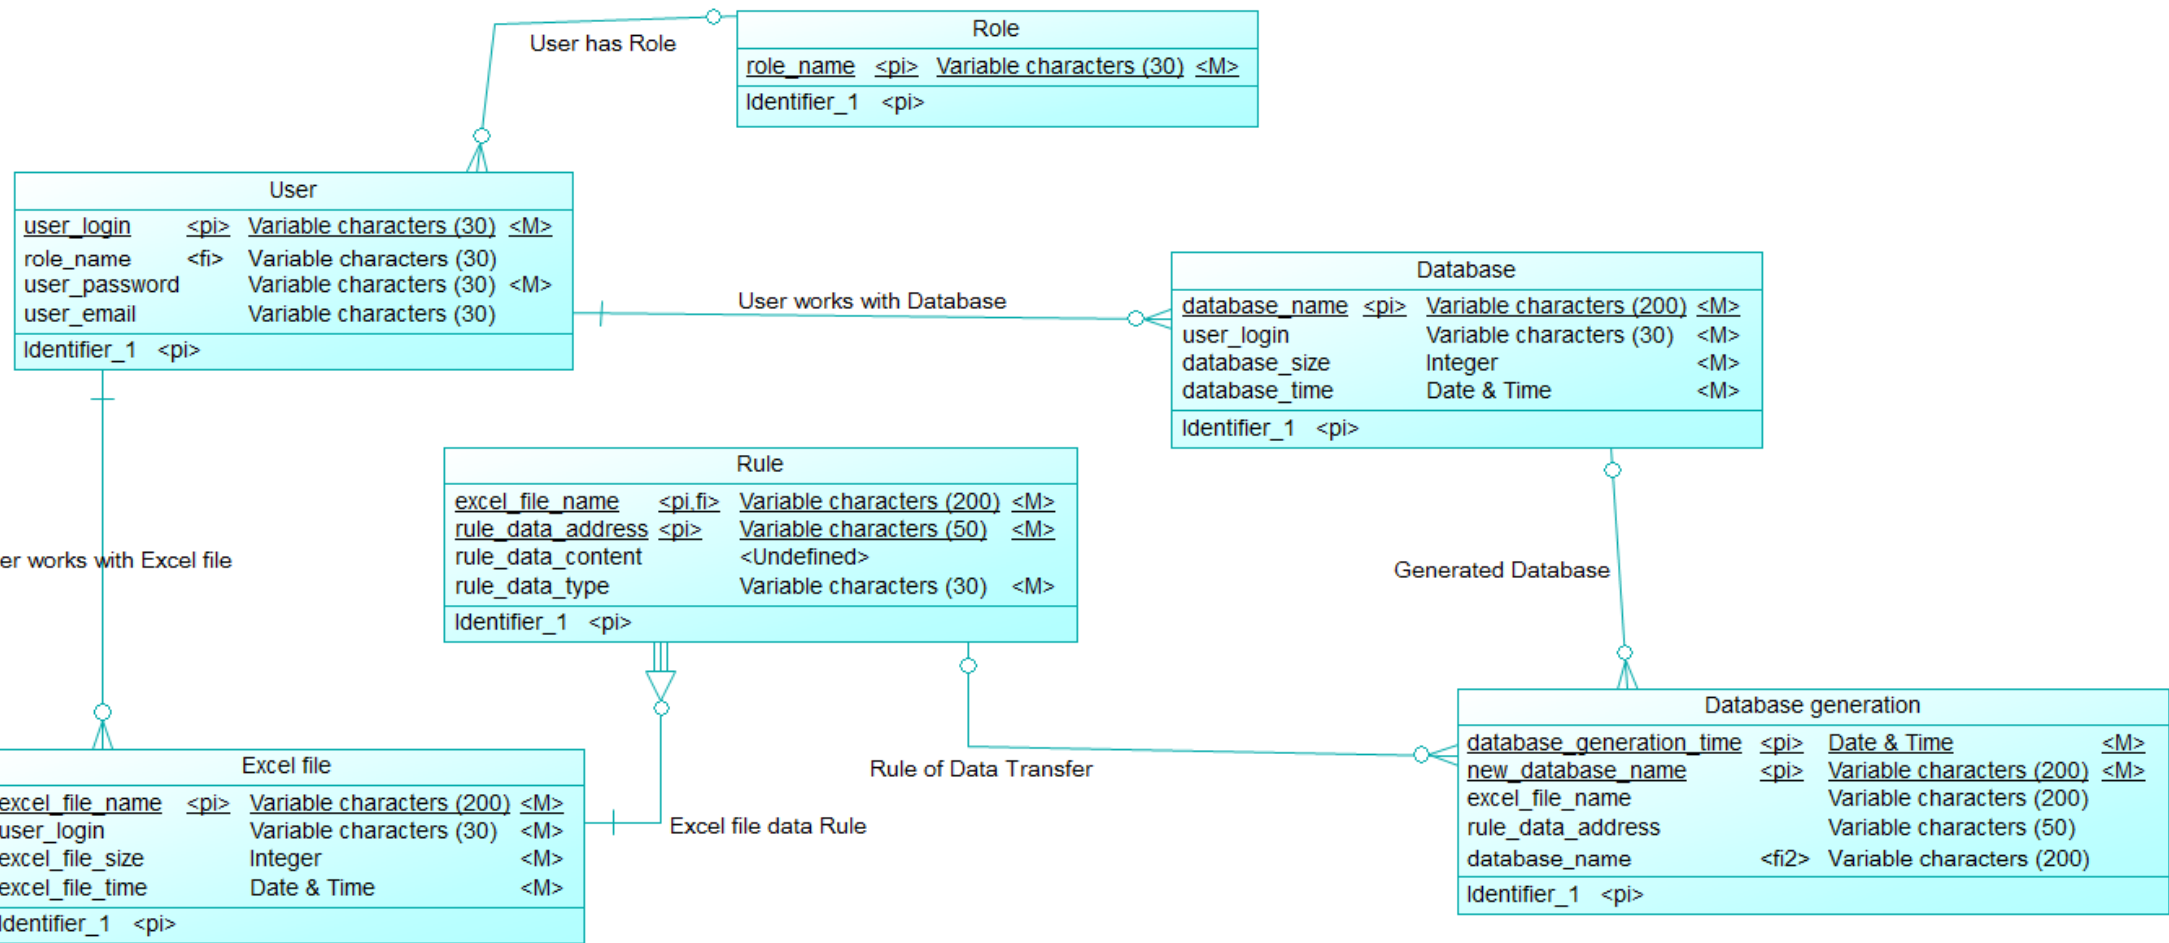 User has Role
Role
role_name <pi> Variable characters (30) <M>
Identifier_1 <pi>
User
user_login <pi> Variable characters (30) <M>
role_name <fi> Variable characters (30)
user_password Variable characters (30) <M>
user_email Variable characters (30)
Identifier_1 <pi>
User works with Database
Database
database_name <pi> Variable characters (200) <M>
user_login Variable characters (30) <M>
database_size Integer <M>
database_time Date & Time <M>
Identifier_1 <pi>
Rule
excel_file_name <pi,fi> Variable characters (200) <M>
rule_data_address <pi> Variable characters (50) <M>
rule_data_content <Undefined>
rule_data_type Variable characters (30) <M>
Identifier_1 <pi>
er works with Excel file
Generated Database
Rule of Data Transfer
Excel file data Rule
Excel file
excel_file_name <pi> Variable characters (200) <M>
user_login Variable characters (30) <M>
excel_file_size Integer <M>
excel_file_time Date & Time <M>
Identifier_1 <pi>
Database generation
database_generation_time <pi> Date & Time <M>
new_database_name <pi> Variable characters (200) <M>
excel_file_name Variable characters (200)
rule_data_address Variable characters (50)
database_name <fi2> Variable characters (200)
Identifier_1 <pi>